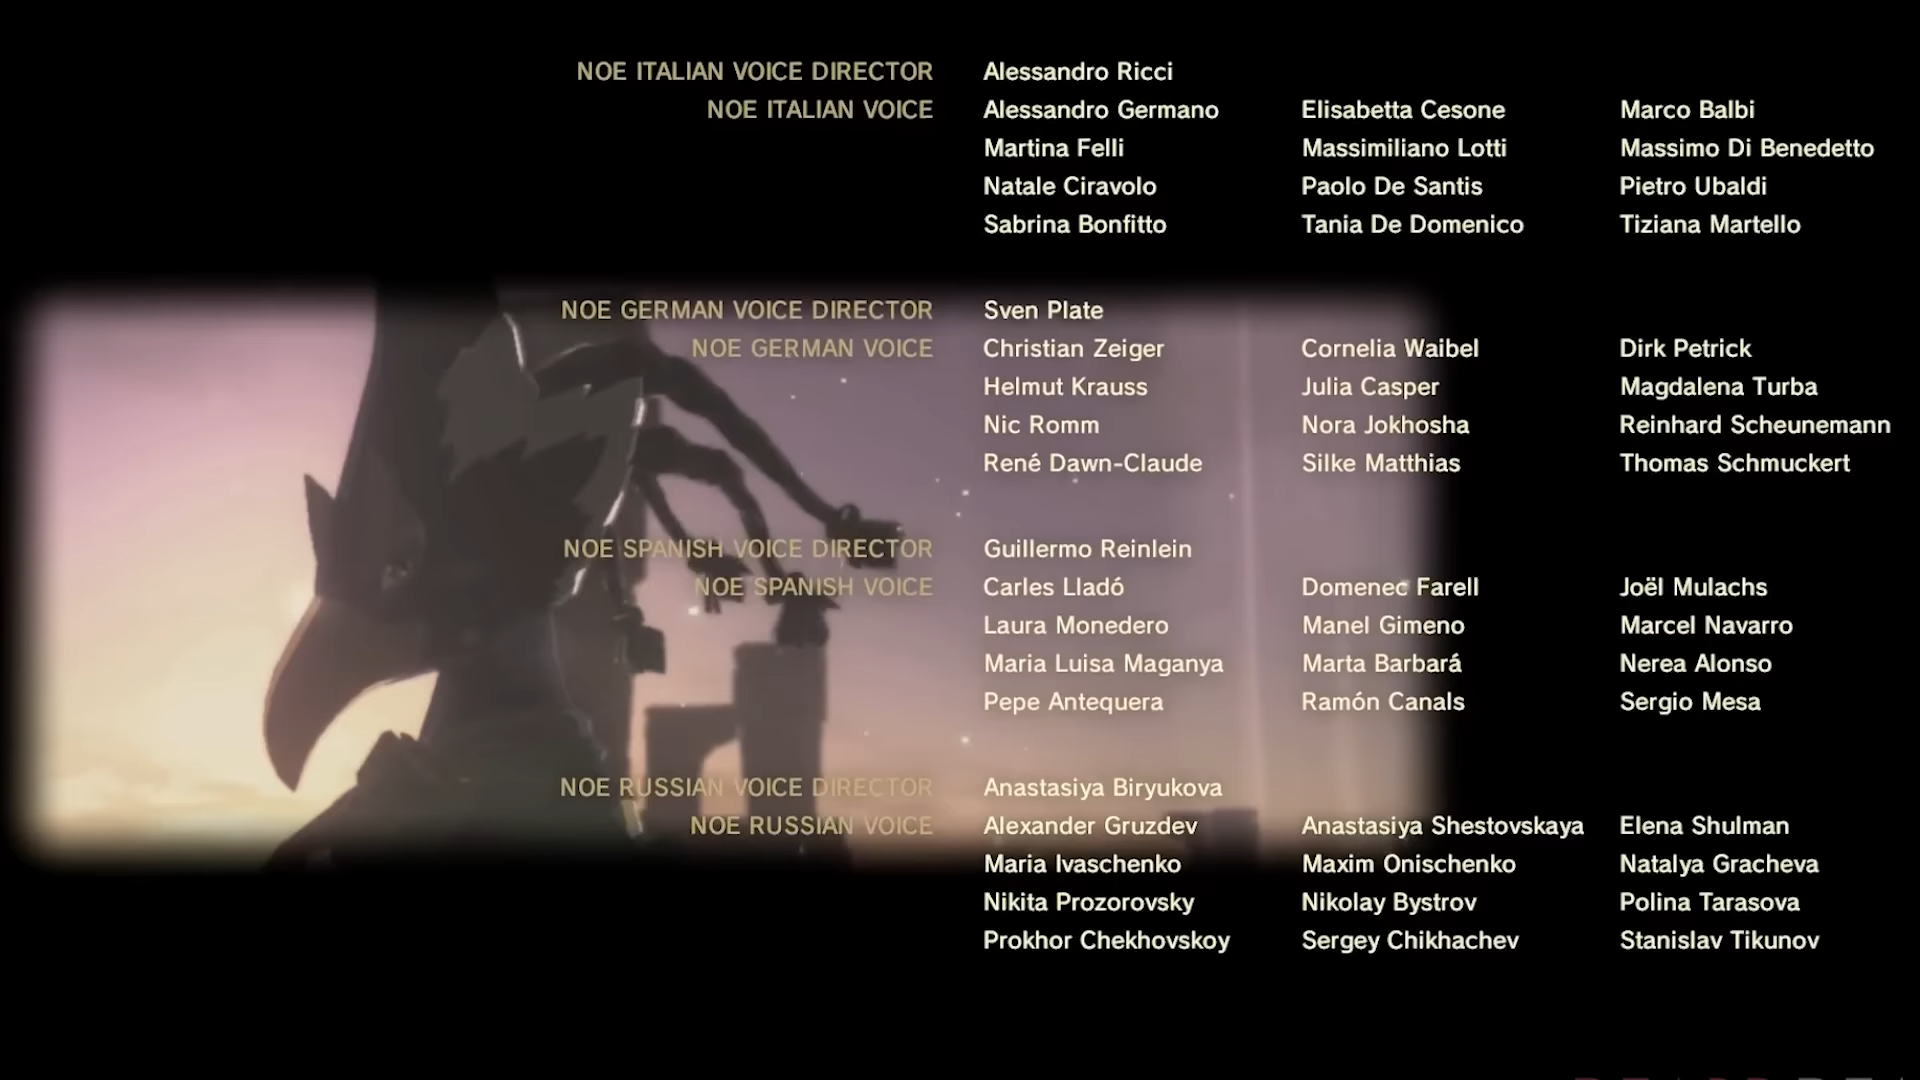 NOE ITALIAN VOICE DIRECTOR Alessandro Ricci
NOE ITALIAN VOICE Alessandro Germano Elisabetta Cesone Marco Balbi
Martina Felli Massimiliano Lotti Massimo Di Benedetto
Natale Ciravolo Paolo De Santis Pietro Ubaldi
Sabrina Bonfitto Tania De Domenico Tiziana Martello
NOE GERMAN VOICE DIRECTOR Sven Plate
NOE GERMAN VOICE Christian Zeiger Cornelia Waibel Dirk Petrick
Helmut Krauss Julia Casper Magdalena Turba
Nic Romm Nora Jokhosha Reinhard Scheunemann
René Dawn-Claude Silke Matthias Thomas Schmuckert
NOE SPANISH VOICE DIRECTOR Guillermo Reinlein
NOE SPANISH VOICE Carles Lladó Domenec Farell Joël Mulachs
Laura Monedero Manel Gimeno Marcel Navarro
Maria Luisa Maganya Marta Barbará Nerea Alonso
Pepe Antequera Ramón Canals Sergio Mesa
NOE RUSSIAN VOICE DIRECTOR Anastasiya Biryukova
NOE RUSSIAN VOICE Alexander Gruzdev Anastasiya Shestovskaya Elena Shulman
Maria Ivaschenko Maxim Onischenko Natalya Gracheva
Nikita Prozorovsky Nikolay Bystrov Polina Tarasova
Prokhor Chekhovskoy Sergey Chikhachev Stanislav Tikunov